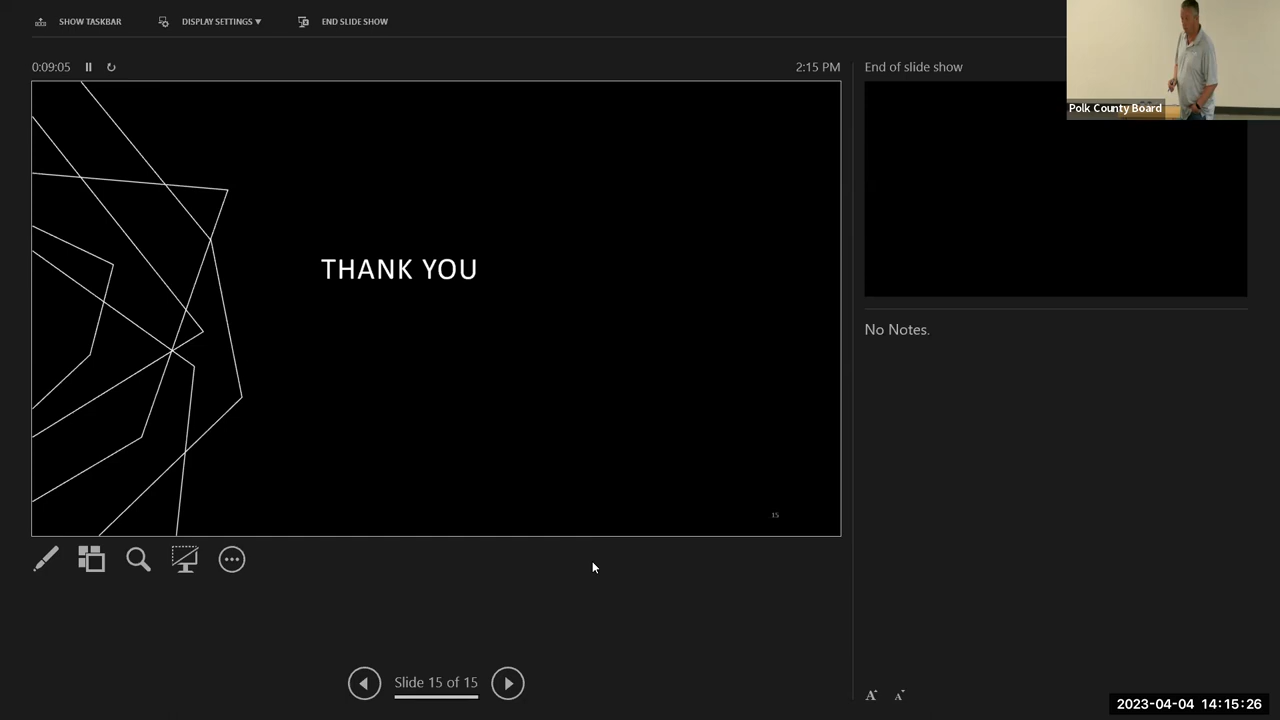 SHOW TASKBAR
DISPLAY SETTINGS ▼
END SLIDE SHOW
0:09:05
2:15 PM
End of slide show
Polk County Board
THANK YOU
No Notes.
15
Slide 15 of 15
A
A
2023-04-04 14:15:26